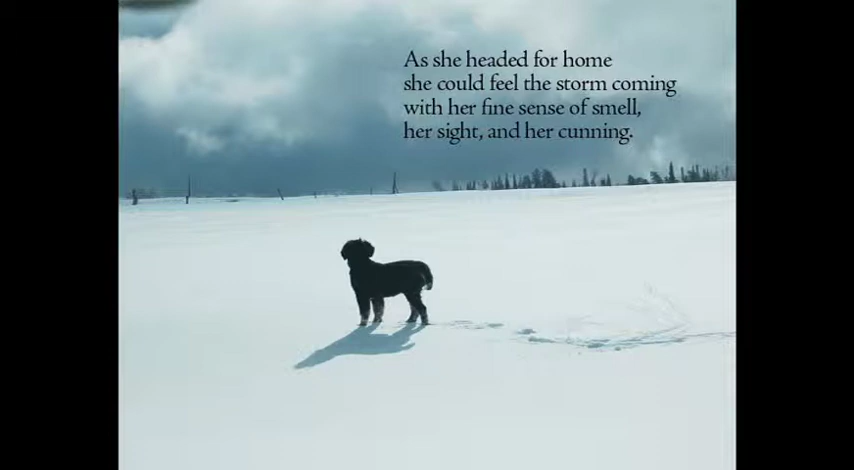 As she headed for home
she could feel the storm coming
with her fine sense of smell,
her sight, and her cunning.